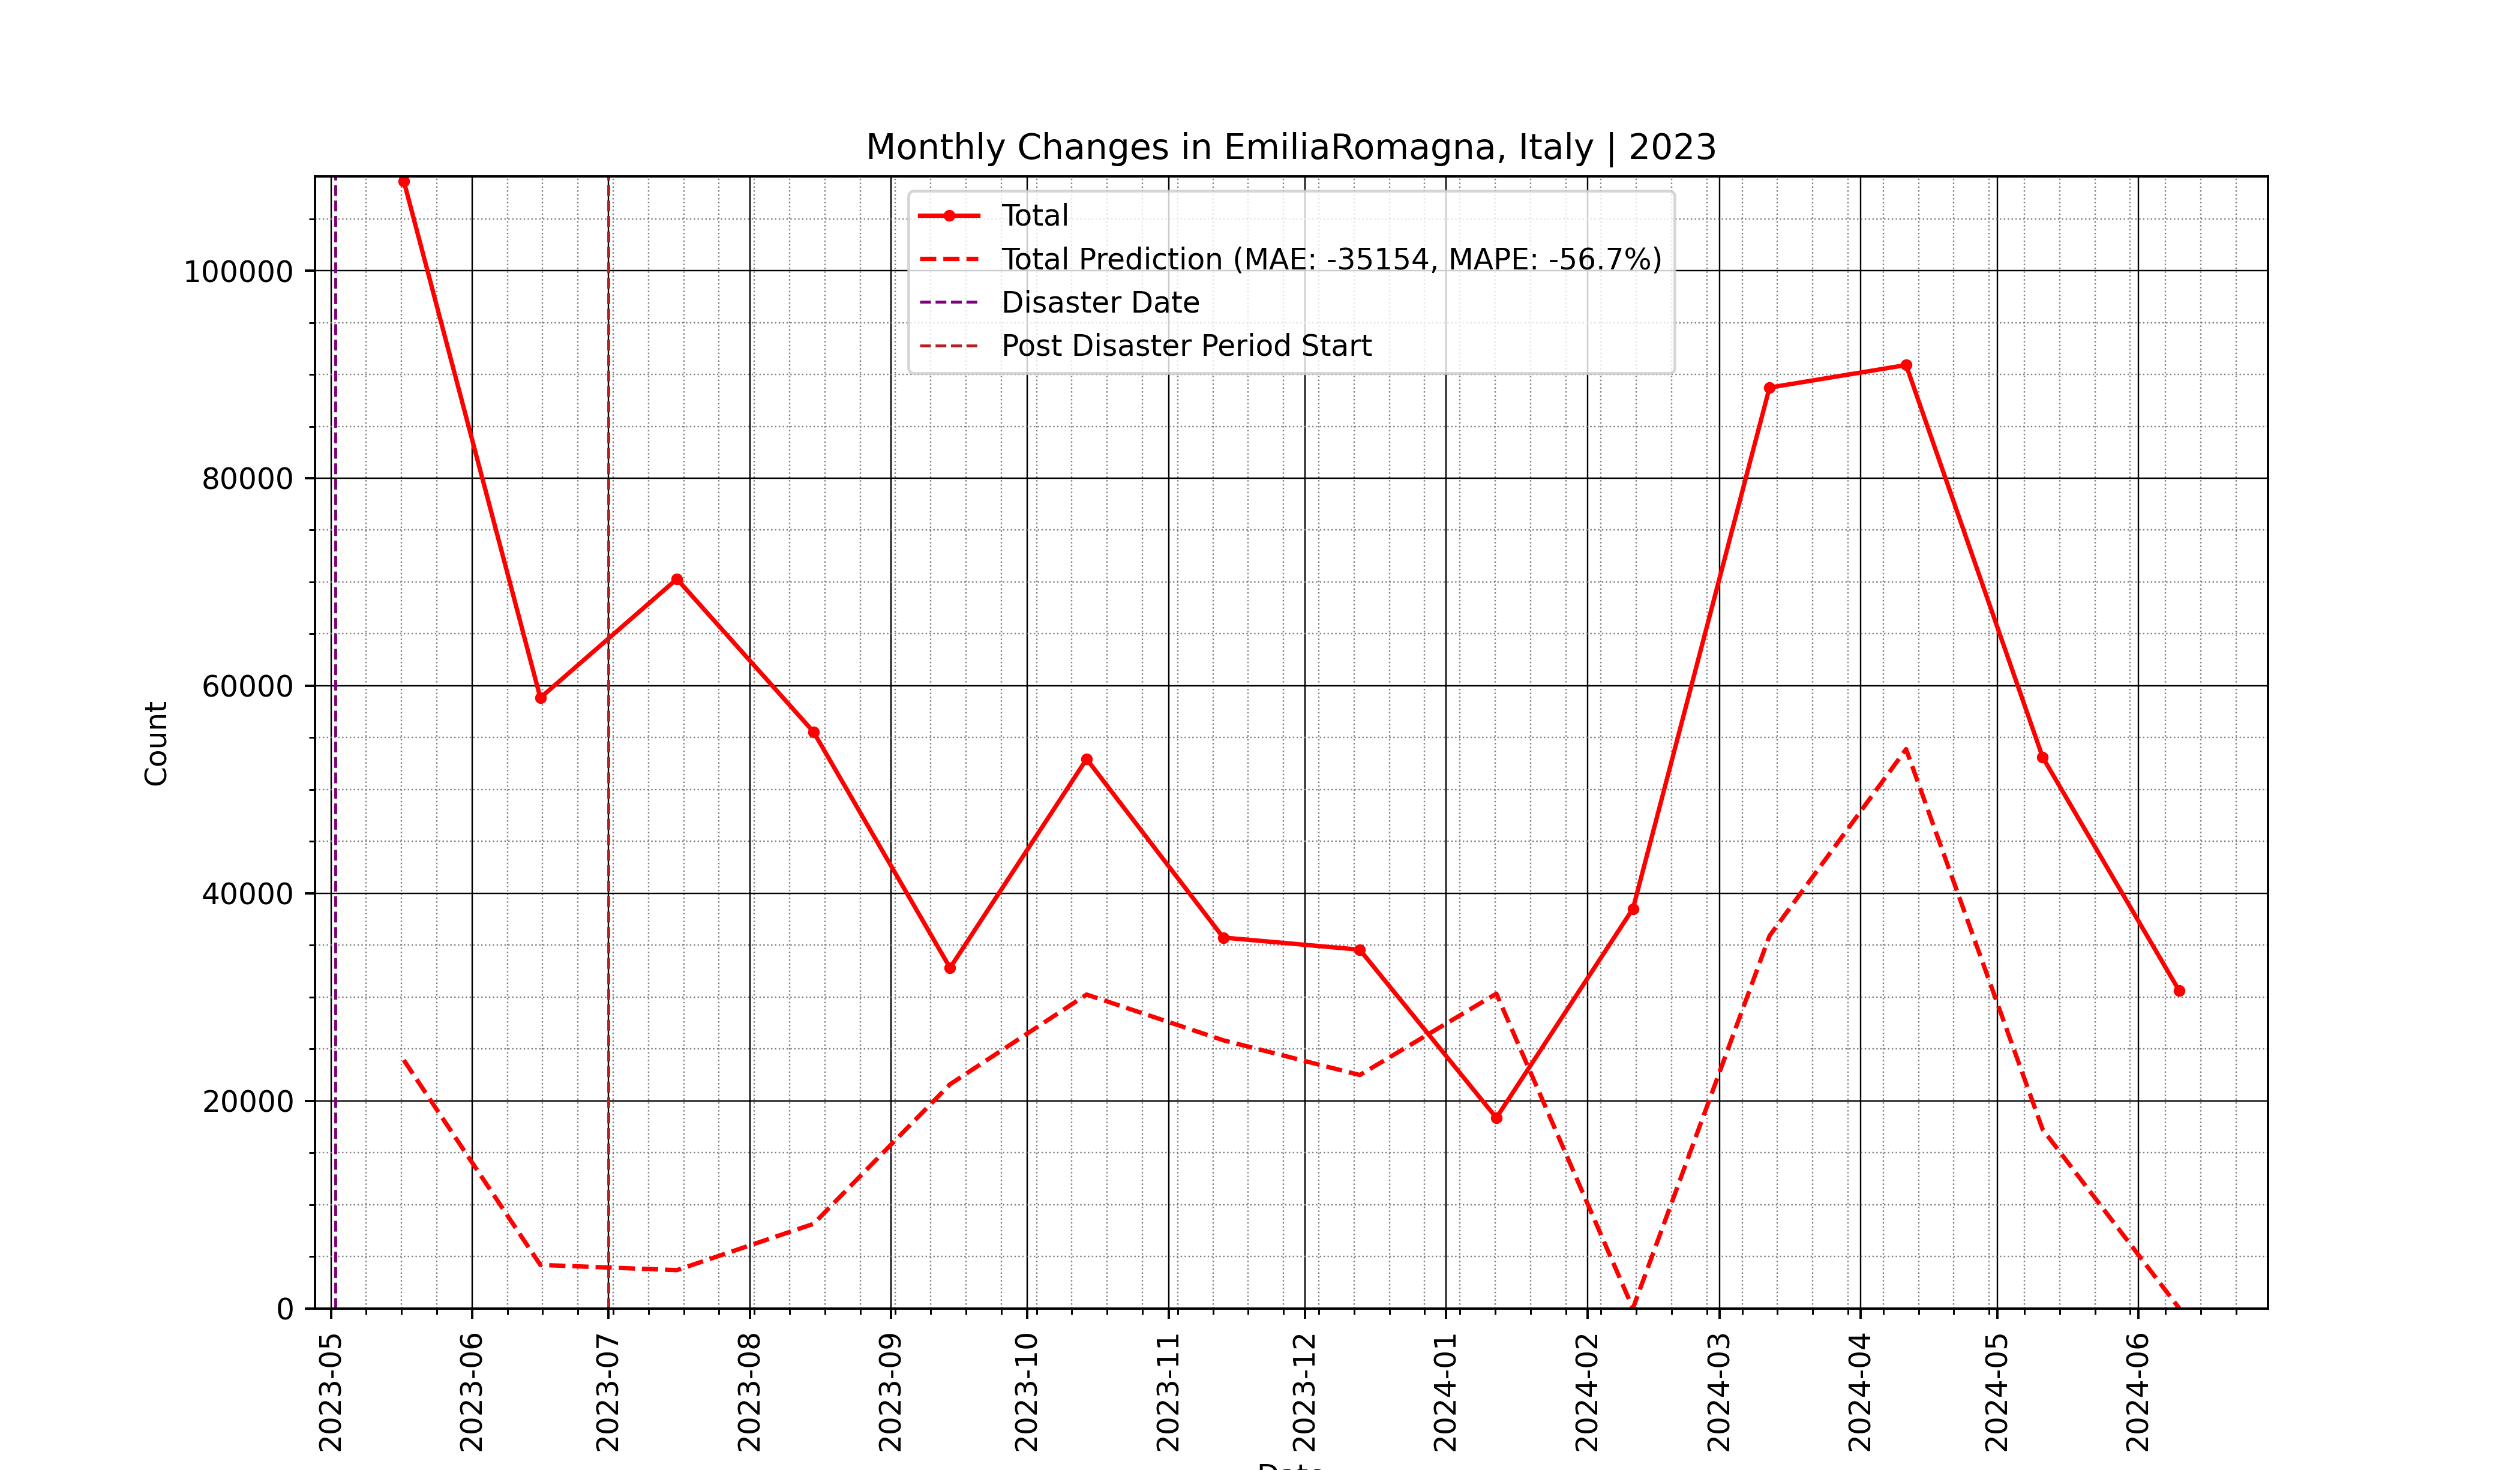 Monthly Changes in EmiliaRomagna, Italy | 2023
Total
Total Prediction (MAE: -35154, MAPE: -56.7%)
Disaster Date
Post Disaster Period Start
100000
80000
60000
40000
20000
0
Count
2023-05
2023-06
2023-07
2023-08
2023-09
2023-10
2023-11
2023-12
2024-01
2024-02
2024-03
2024-04
2024-05
2024-06
Date